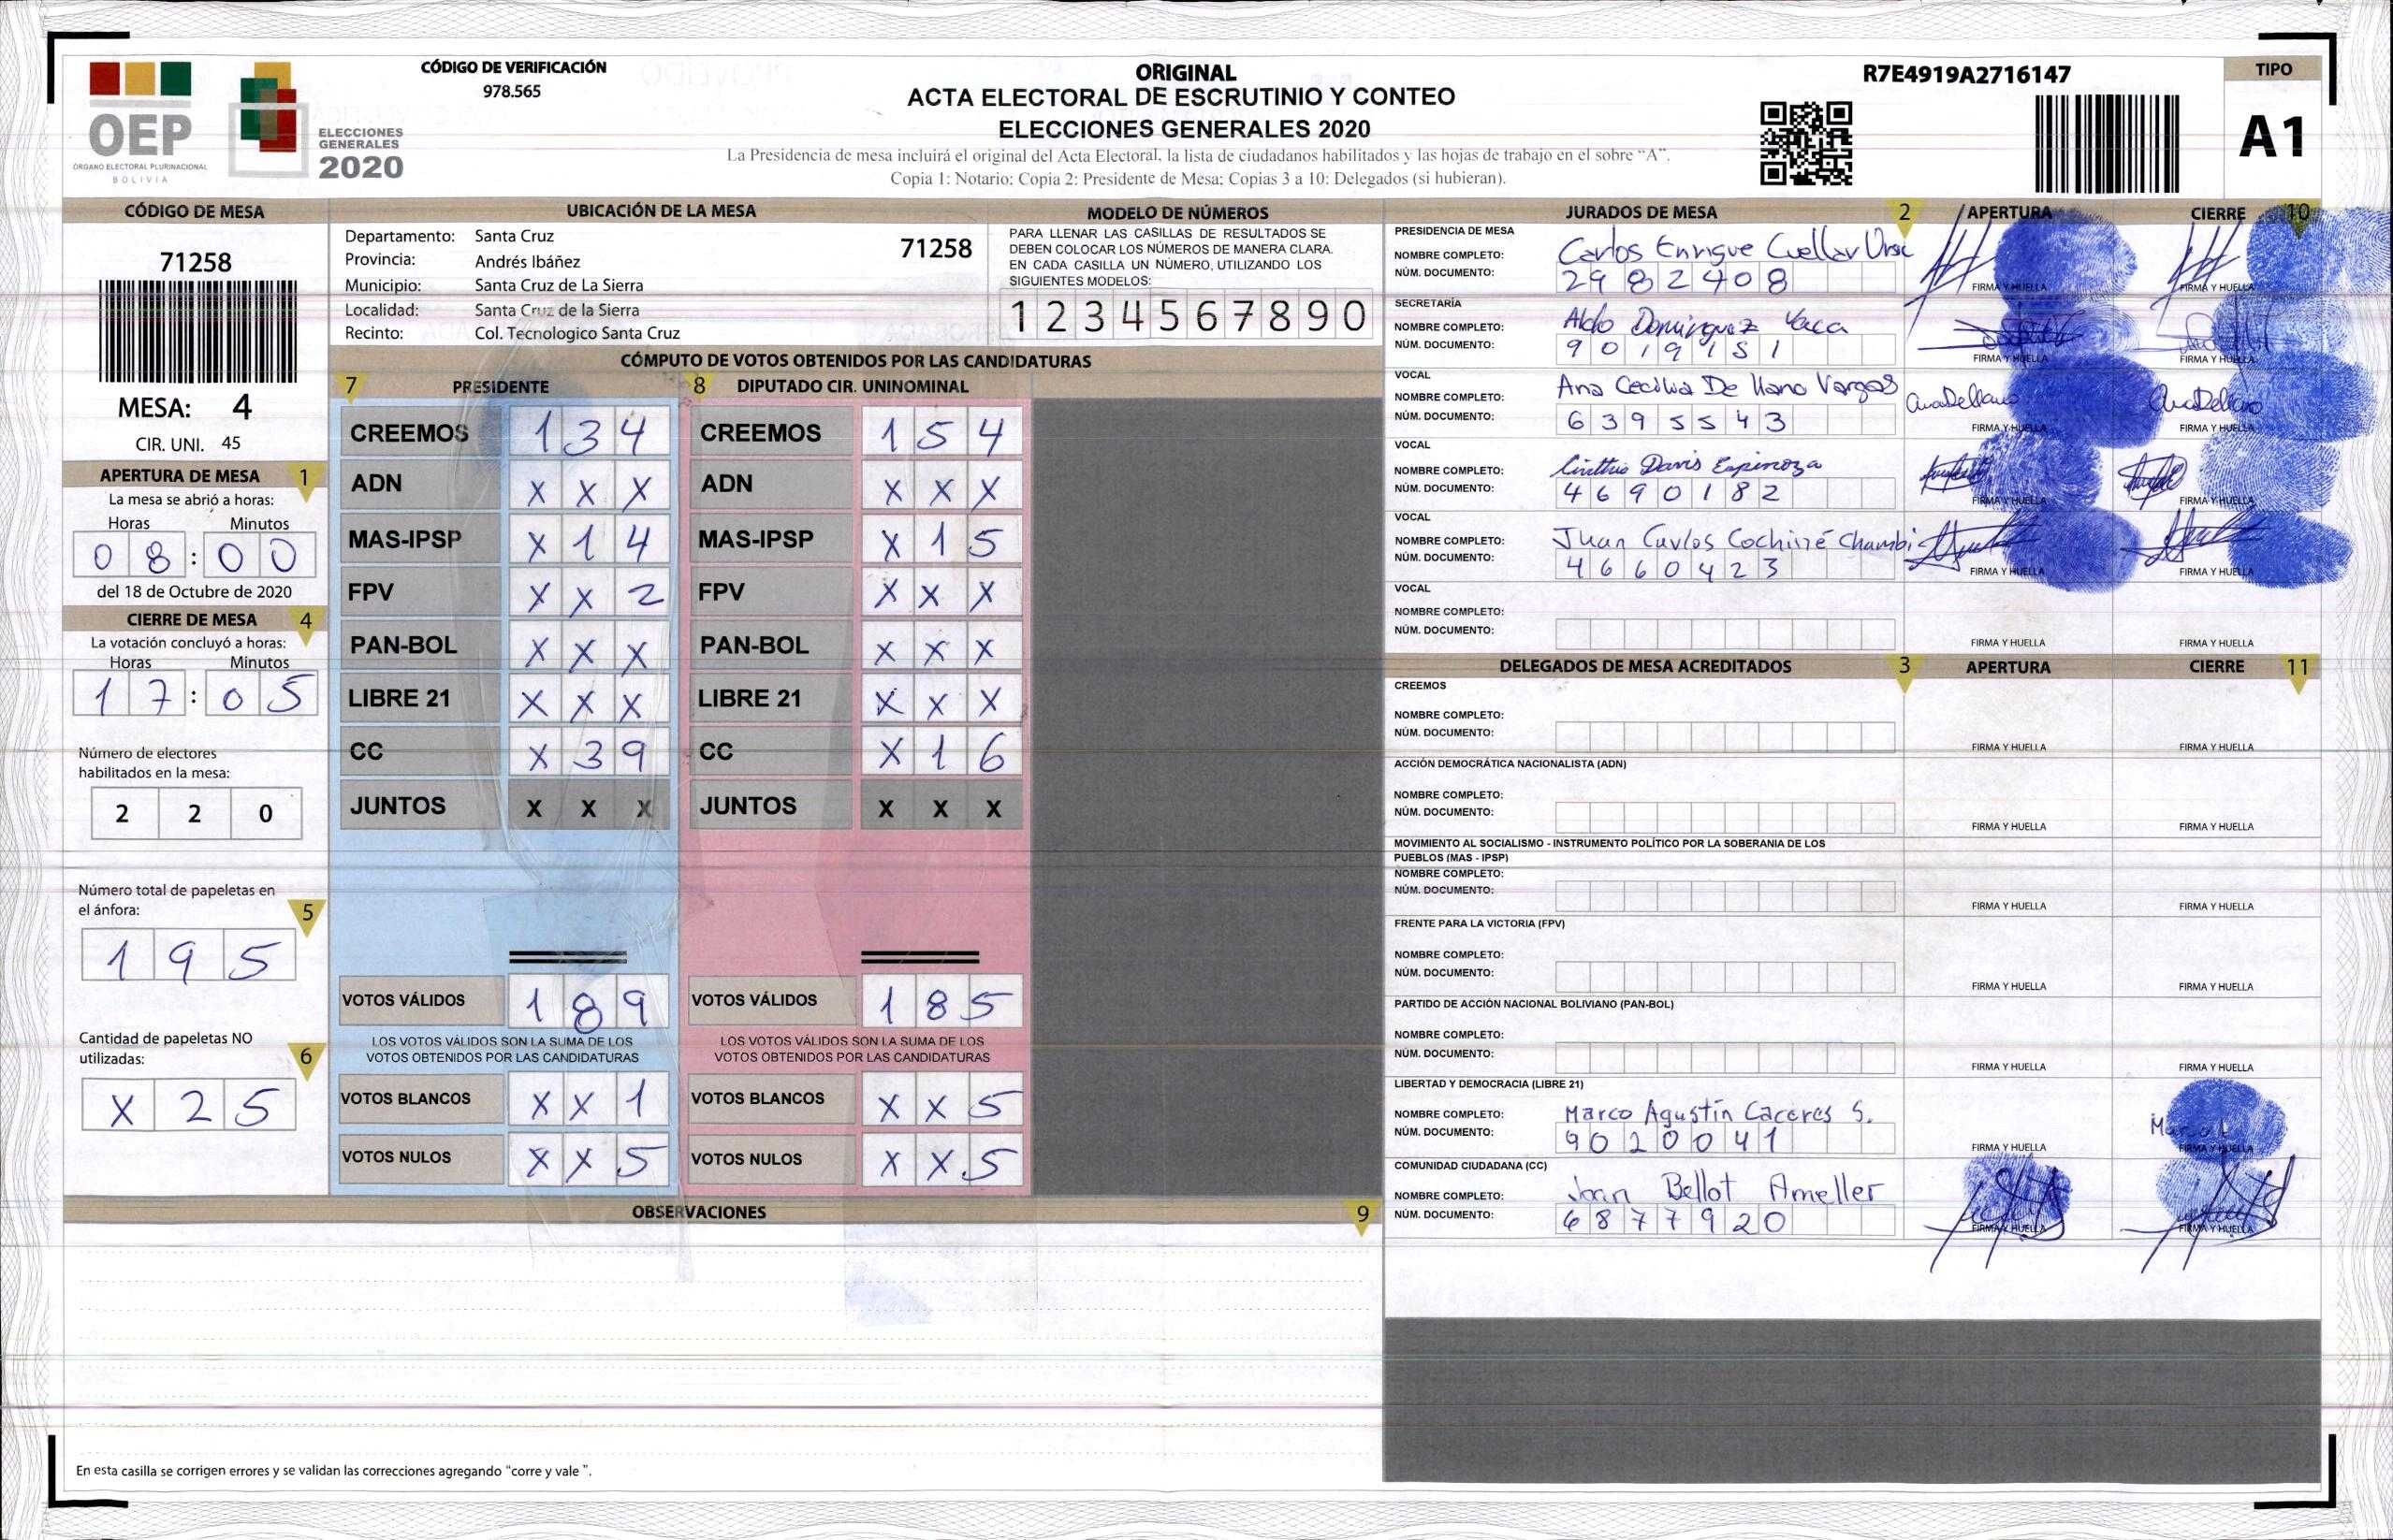 CÓDIGO DE VERIFICACIÓN
978.565
OEP
ÓRGANO ELECTORAL PLURINACIONAL
BOLIVIA
ELECCIONES
GENERALES
2020
ORIGINAL
ACTA ELECTORAL DE ESCRUTINIO Y CONTEO
ELECCIONES GENERALES 2020
La Presidencia de mesa incluirá el original del Acta Electoral, la lista de ciudadanos habilitados y las hojas de trabajo en el sobre "A".
Copia 1: Notario; Copia 2: Presidente de Mesa; Copias 3 a 10: Delegados (si hubieran).
R7E4919A2716147
TIPO
A1
CÓDIGO DE MESA
71258
MESA: 4
CIR. UNI. 45
APERTURA DE MESA 1
La mesa se abrió a horas:
Horas Minutos
08:00
del 18 de Octubre de 2020
CIERRE DE MESA 4
La votación concluyó a horas:
Horas Minutos
17:05
Número de electores
habilitados en la mesa:
2 2 0
Número total de papeletas en
el ánfora:
5
1 9 5
Cantidad de papeletas NO
utilizadas:
6
X 2 5
UBICACIÓN DE LA MESA
Departamento: Santa Cruz
71258
Provincia: Andrés Ibáñez
Municipio: Santa Cruz de La Sierra
Localidad: Santa Cruz de la Sierra
Recinto: Col. Tecnologico Santa Cruz
MODELO DE NÚMEROS
PARA LLENAR LAS CASILLAS DE RESULTADOS SE
DEBEN COLOCAR LOS NÚMEROS DE MANERA CLARA.
EN CADA CASILLA UN NÚMERO, UTILIZANDO LOS
SIGUIENTES MODELOS:
1 2 3 4 5 6 7 8 9 0
CÓMPUTO DE VOTOS OBTENIDOS POR LAS CANDIDATURAS
7 PRESIDENTE 8 DIPUTADO CIR. UNINOMINAL
CREEMOS 1 3 4 CREEMOS 1 5 4
ADN X X X ADN X X X
MAS-IPSP X 1 4 MAS-IPSP X 1 5
FPV X X 2 FPV X X X
PAN-BOL X X X PAN-BOL X X X
LIBRE 21 X X X LIBRE 21 X X X
CC X 3 9 CC X 1 6
JUNTOS X X X JUNTOS X X X
VOTOS VÁLIDOS 1 8 9 VOTOS VÁLIDOS 1 8 5
LOS VOTOS VÁLIDOS SON LA SUMA DE LOS LOS VOTOS VÁLIDOS SON LA SUMA DE LOS
VOTOS OBTENIDOS POR LAS CANDIDATURAS VOTOS OBTENIDOS POR LAS CANDIDATURAS
VOTOS BLANCOS X X 1 VOTOS BLANCOS X X 5
VOTOS NULOS X X 5 VOTOS NULOS X X 5
OBSERVACIONES 9
En esta casilla se corrigen errores y se validan las correcciones agregando "corre y vale ".
JURADOS DE MESA 2 APERTURA CIERRE 10
PRESIDENCIA DE MESA
NOMBRE COMPLETO: Carlos Enrique Cuellar
NÚM. DOCUMENTO: 2982408
FIRMA Y HUELLA FIRMA Y HUELLA
SECRETARÍA
NOMBRE COMPLETO: Aldo Dominguez Vaca
NÚM. DOCUMENTO: 9019151
FIRMA Y HUELLA FIRMA Y HUELLA
VOCAL
NOMBRE COMPLETO: Ana Cecilia De Llano Vargas
NÚM. DOCUMENTO: 6395543
FIRMA Y HUELLA FIRMA Y HUELLA
VOCAL
NOMBRE COMPLETO: Cinthia Davis Espinoza
NÚM. DOCUMENTO: 4690182
FIRMA Y HUELLA FIRMA Y HUELLA
VOCAL
NOMBRE COMPLETO: Juan Carlos Chambi
NÚM. DOCUMENTO: 4660423
FIRMA Y HUELLA FIRMA Y HUELLA
VOCAL
NOMBRE COMPLETO:
NÚM. DOCUMENTO:
FIRMA Y HUELLA FIRMA Y HUELLA
DELEGADOS DE MESA ACREDITADOS 3 APERTURA CIERRE 11
CREEMOS
NOMBRE COMPLETO:
NÚM. DOCUMENTO:
FIRMA Y HUELLA FIRMA Y HUELLA
ACCIÓN DEMOCRÁTICA NACIONALISTA (ADN)
NOMBRE COMPLETO:
NÚM. DOCUMENTO:
FIRMA Y HUELLA FIRMA Y HUELLA
MOVIMIENTO AL SOCIALISMO - INSTRUMENTO POLÍTICO POR LA SOBERANIA DE LOS
PUEBLOS (MAS - IPSP)
NOMBRE COMPLETO:
NÚM. DOCUMENTO:
FIRMA Y HUELLA FIRMA Y HUELLA
FRENTE PARA LA VICTORIA (FPV)
NOMBRE COMPLETO:
NÚM. DOCUMENTO:
FIRMA Y HUELLA FIRMA Y HUELLA
PARTIDO DE ACCIÓN NACIONAL BOLIVIANO (PAN-BOL)
NOMBRE COMPLETO:
NÚM. DOCUMENTO:
FIRMA Y HUELLA FIRMA Y HUELLA
LIBERTAD Y DEMOCRACIA (LIBRE 21)
NOMBRE COMPLETO: Marco Agustín Caceres S.
NÚM. DOCUMENTO: 9020041
FIRMA Y HUELLA FIRMA Y HUELLA
COMUNIDAD CIUDADANA (CC)
NOMBRE COMPLETO: Joan Bellot Ameller
NÚM. DOCUMENTO: 6877920
FIRMA Y HUELLA FIRMA Y HUELLA